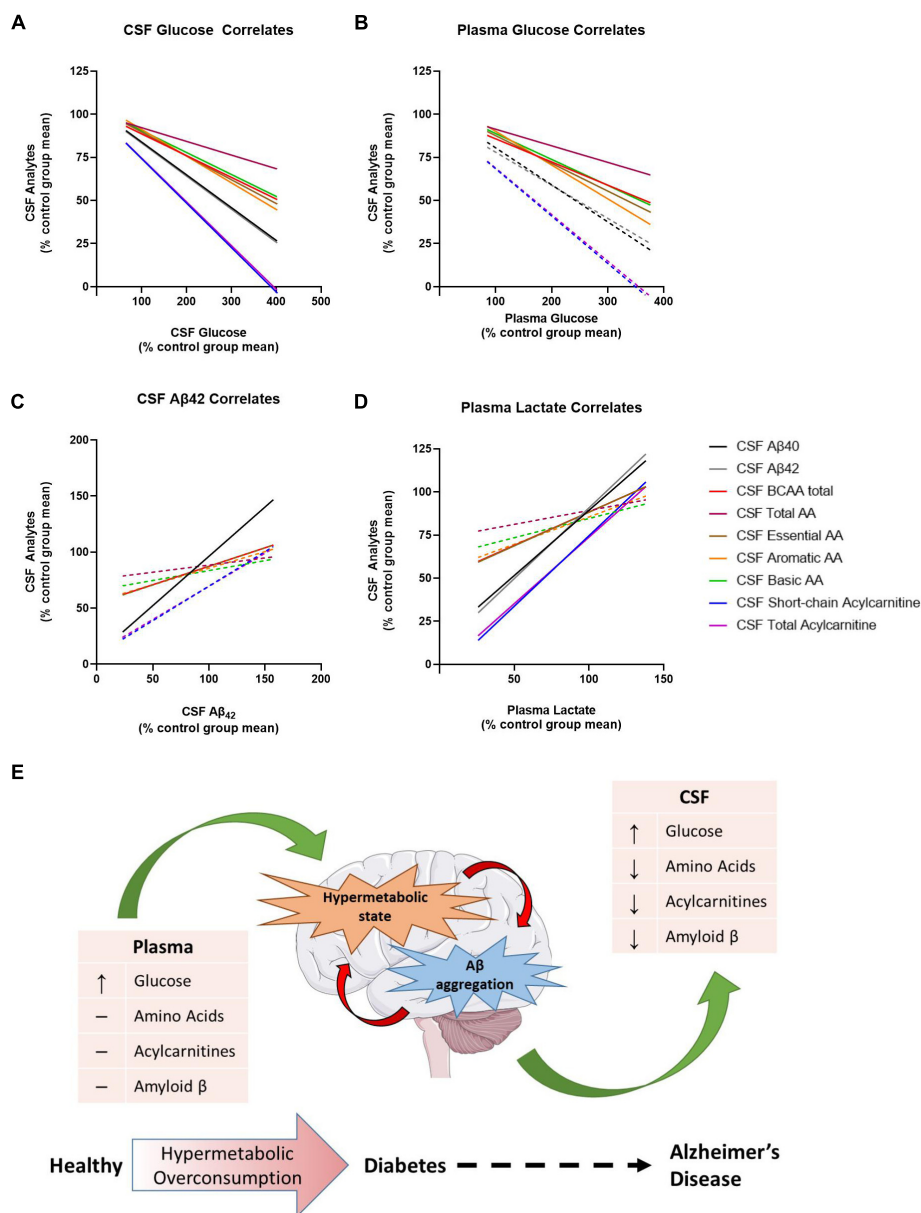 A
CSF Glucose Correlates
125
100
75
50
25
0
100
200
300
400
500
CSF Analytes
(% control group mean)
CSF Glucose
(% control group mean)
B
Plasma Glucose Correlates
125
100
75
50
25
0
100
200
300
400
CSF Analytes
(% control group mean)
Plasma Glucose
(% control group mean)
C
CSF Aβ42 Correlates
200
150
100
50
0
0
50
100
150
200
CSF Analytes
(% control group mean)
CSF Aβ42
(% control group mean)
D
Plasma Lactate Correlates
125
100
75
50
25
0
50
100
150
CSF Analytes
(% control group mean)
Plasma Lactate
(% control group mean)
CSF Aβ40
CSF Aβ42
CSF BCAA total
CSF Total AA
CSF Essential AA
CSF Aromatic AA
CSF Basic AA
CSF Short-chain Acylcarnitine
CSF Total Acylcarnitine
E
Plasma
↑ Glucose
– Amino Acids
– Acylcarnitines
– Amyloid β
Hypermetabolic
state
Aβ
aggregation
CSF
↑ Glucose
↓ Amino Acids
↓ Acylcarnitines
↓ Amyloid β
Healthy
Hypermetabolic
Overconsumption
Diabetes
Alzheimer's
Disease